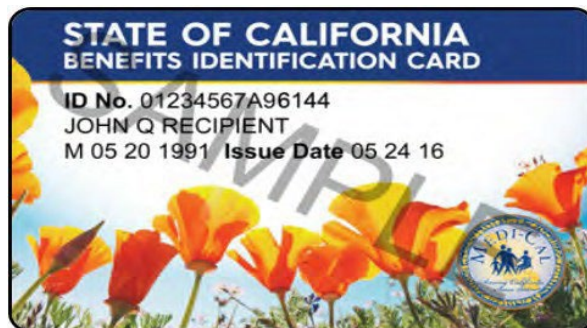 STATE OF CALIFORNIA
BENEFITS IDENTIFICATION CARD
ID No. 01234567A96144
JOHN Q RECIPIENT
M 05 20 1991 Issue Date 05 24 16
SAMPLE
MEDI-CAL